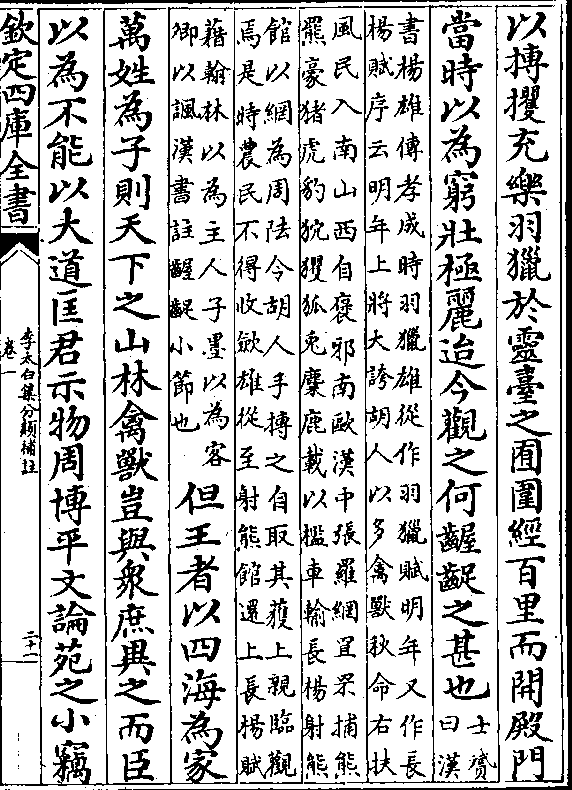 以搏攫充樂羽獵於靈臺之囿圍經百里而開殿門
當時以為窮壯極麗迨今觀之何齷齪之甚也士贇
曰漢
書楊雄傳孝成時羽獵雄從作羽獵賦明年又作長
楊賦序云明年上將大誇胡人以多禽獸秋命右扶
風民入南山西自褒邪南歐漢中張羅網罝罘捕熊
羆豪猪虎豹狖玃狐兎麋鹿載以檻車輸長楊射熊
館以網為周阹令胡人手搏之自取其獲上親臨觀
焉是時農民不得收歛雄從至射熊館還上長楊賦
藉翰林以為主人子墨以為客
卿以諷漢書註齷齪小節也
但王者以四海為家
萬姓為子則天下之山林禽獸豈與衆庶異之而臣
以為不能以大道匡君示物周博平文論苑之小竊
欽定四庫全書
李太白集分類補註
卷一
二十一